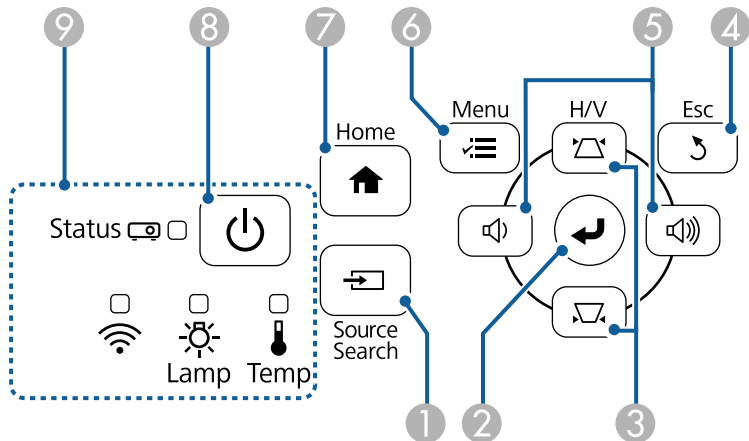 9 8 7 6 5 4
Menu H/V Esc
Home
Status
Source
Search
Lamp Temp
1 2 3